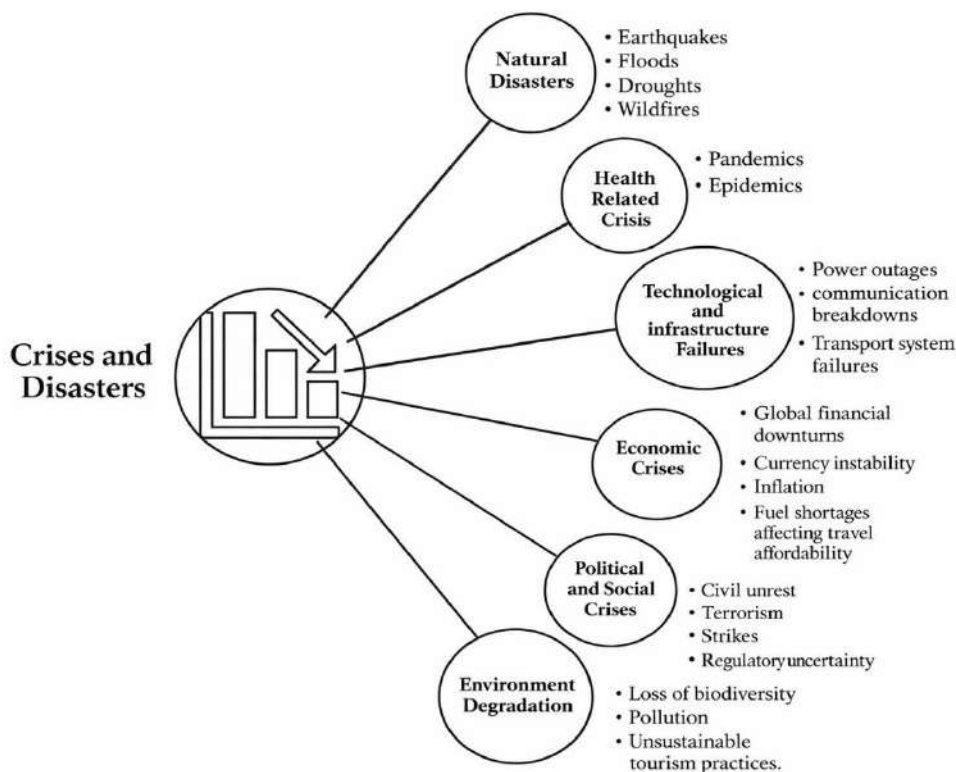 Crises and
Disasters
Natural
Disasters
• Earthquakes
• Floods
• Droughts
• Wildfires
Health
Related
Crisis
• Pandemics
• Epidemics
Technological
and
infrastructure
Failures
• Power outages
• communication
breakdowns
• Transport system
failures
Economic
Crises
• Global financial
downturns
• Currency instability
• Inflation
• Fuel shortages
affecting travel
affordability
Political
and Social
Crises
• Civil unrest
• Terrorism
• Strikes
• Regulatory uncertainty
Environment
Degradation
• Loss of biodiversity
• Pollution
• Unsustainable
tourism practices.